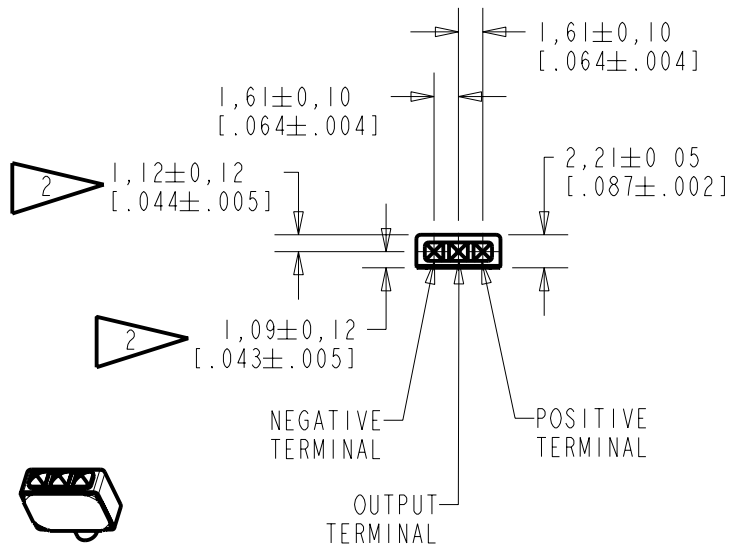 1,61±0,10
[.064±.004]
1,61±0,10
[.064±.004]
2
1,12±0,12
[.044±.005]
2,21±0 05
[.087±.002]
2
1,09±0,12
[.043±.005]
NEGATIVE
TERMINAL
POSITIVE
TERMINAL
OUTPUT
TERMINAL